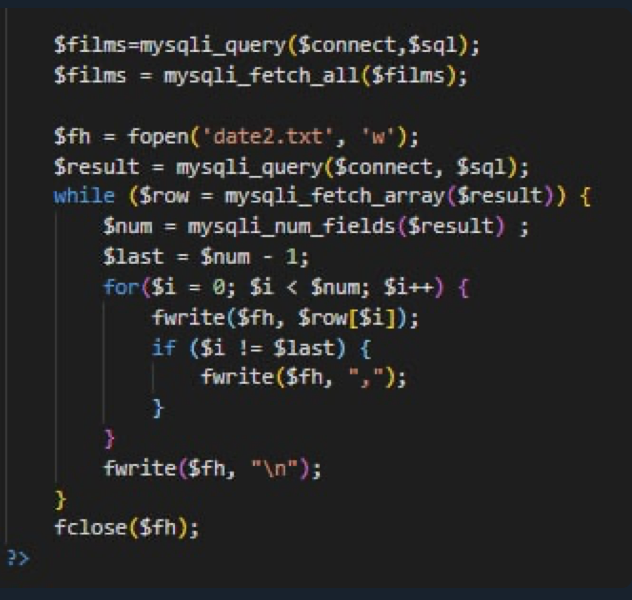 $films=mysqli_query($connect,$sql);
$films = mysqli_fetch_all($films);
$fh = fopen('date2.txt', 'w');
$result = mysqli_query($connect, $sql);
while ($row = mysqli_fetch_array($result)) {
$num = mysqli_num_fields($result) ;
$last = $num - 1;
for($i = 0; $i < $num; $i++) {
fwrite($fh, $row[$i]);
if ($i != $last) {
fwrite($fh, ",");
}
}
fwrite($fh, "\n");
}
fclose($fh);
?>